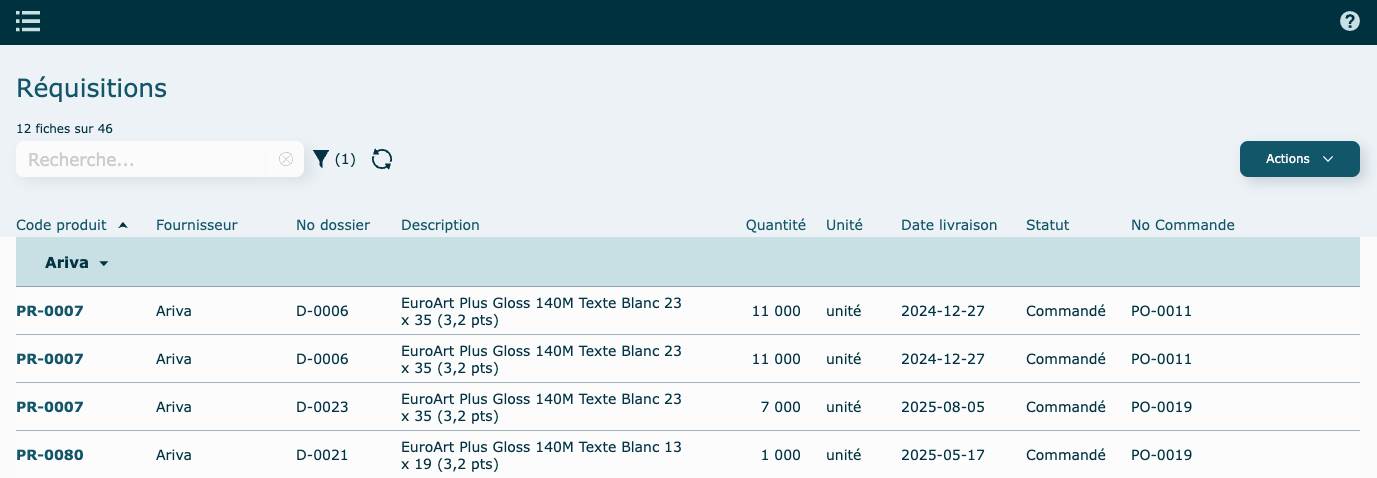 Réquisitions
12 fiches sur 46
Recherche... (1) Actions
Code produit Fournisseur No dossier Description Quantité Unité Date livraison Statut No Commande
Ariva
PR-0007 Ariva D-0006 EuroArt Plus Gloss 140M Texte Blanc 23 11 000 unité 2024-12-27 Commandé PO-0011
x 35 (3,2 pts)
PR-0007 Ariva D-0006 EuroArt Plus Gloss 140M Texte Blanc 23 11 000 unité 2024-12-27 Commandé PO-0011
x 35 (3,2 pts)
PR-0007 Ariva D-0023 EuroArt Plus Gloss 140M Texte Blanc 23 7 000 unité 2025-08-05 Commandé PO-0019
x 35 (3,2 pts)
PR-0080 Ariva D-0021 EuroArt Plus Gloss 140M Texte Blanc 13 1 000 unité 2025-05-17 Commandé PO-0019
x 19 (3,2 pts)